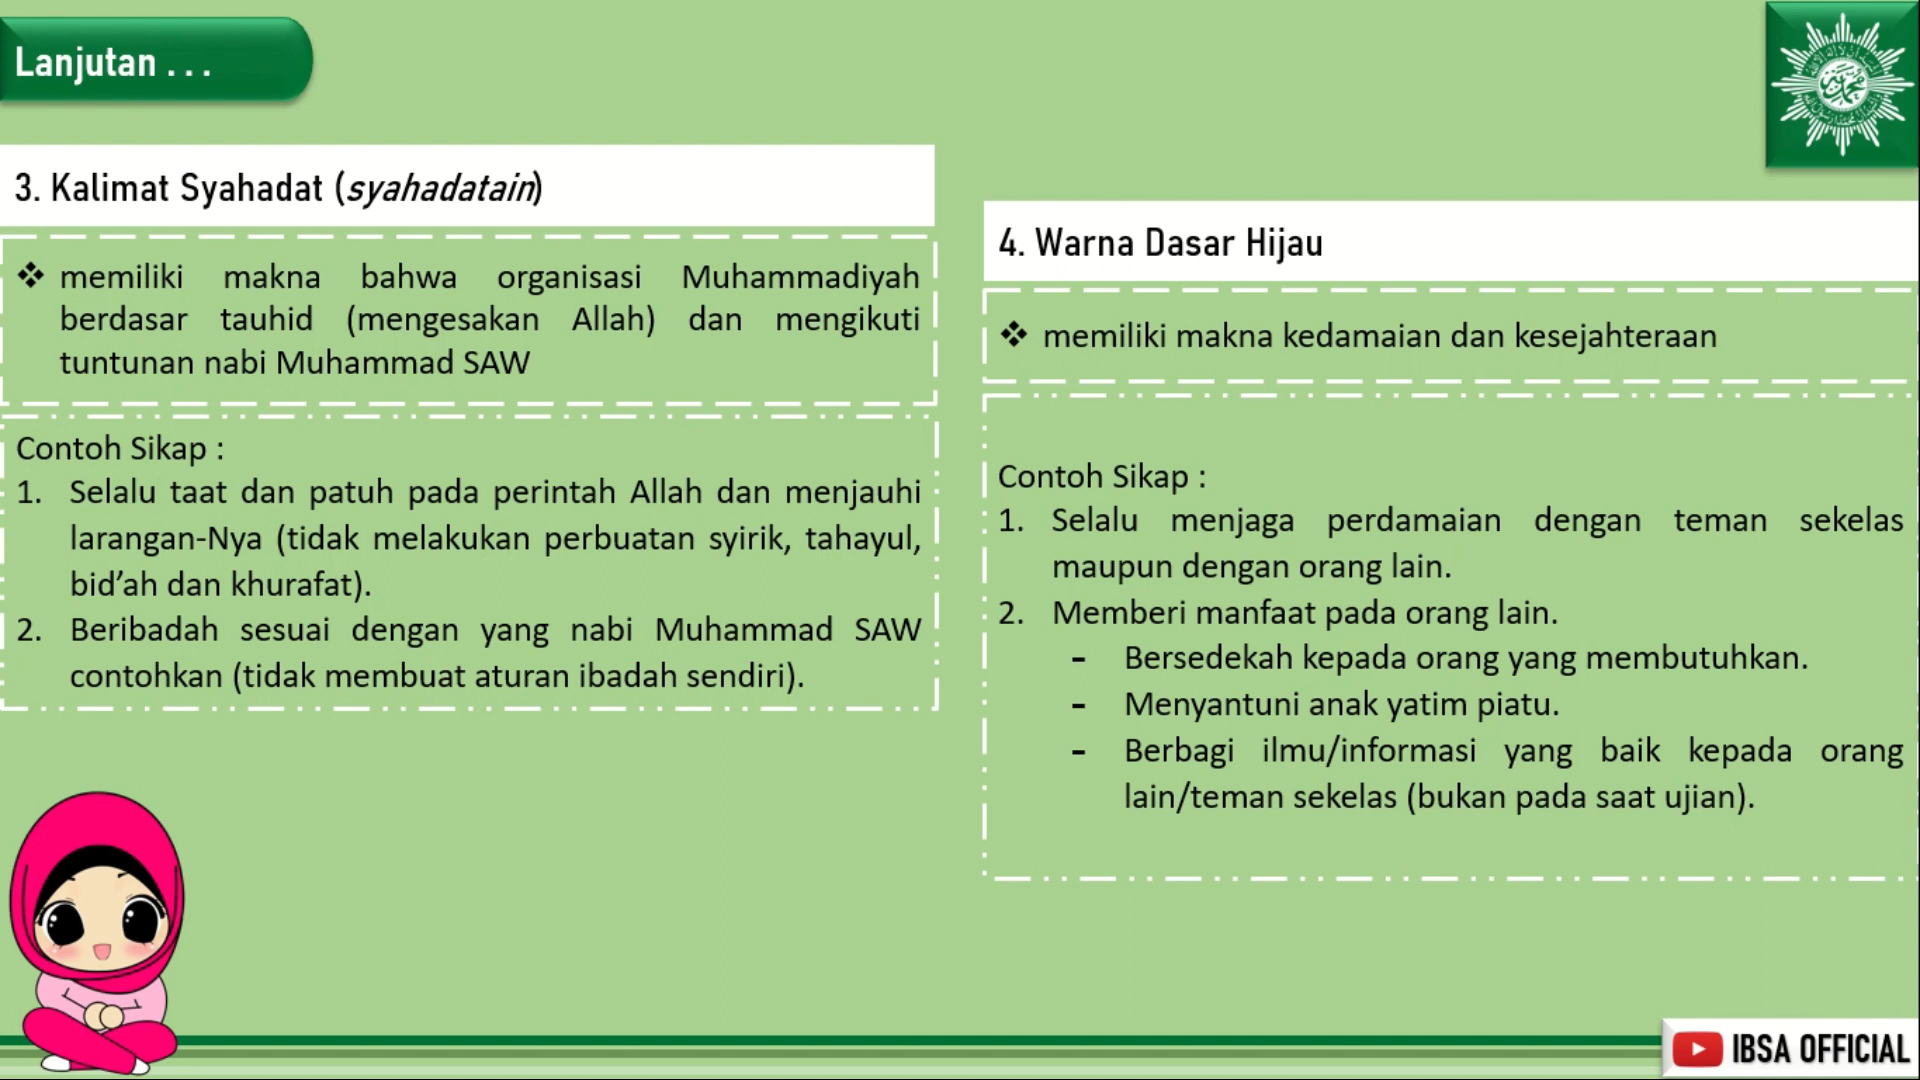 Lanjutan . . .
3. Kalimat Syahadat (syahadatain)
❖ memiliki makna bahwa organisasi Muhammadiyah
berdasar tauhid (mengesakan Allah) dan mengikuti
tuntunan nabi Muhammad SAW
Contoh Sikap :
1. Selalu taat dan patuh pada perintah Allah dan menjauhi
larangan-Nya (tidak melakukan perbuatan syirik, tahayul,
bid’ah dan khurafat).
2. Beribadah sesuai dengan yang nabi Muhammad SAW
contohkan (tidak membuat aturan ibadah sendiri).
4. Warna Dasar Hijau
❖ memiliki makna kedamaian dan kesejahteraan
Contoh Sikap :
1. Selalu menjaga perdamaian dengan teman sekelas
maupun dengan orang lain.
2. Memberi manfaat pada orang lain.
- Bersedekah kepada orang yang membutuhkan.
- Menyantuni anak yatim piatu.
- Berbagi ilmu/informasi yang baik kepada orang
lain/teman sekelas (bukan pada saat ujian).
IBSA OFFICIAL